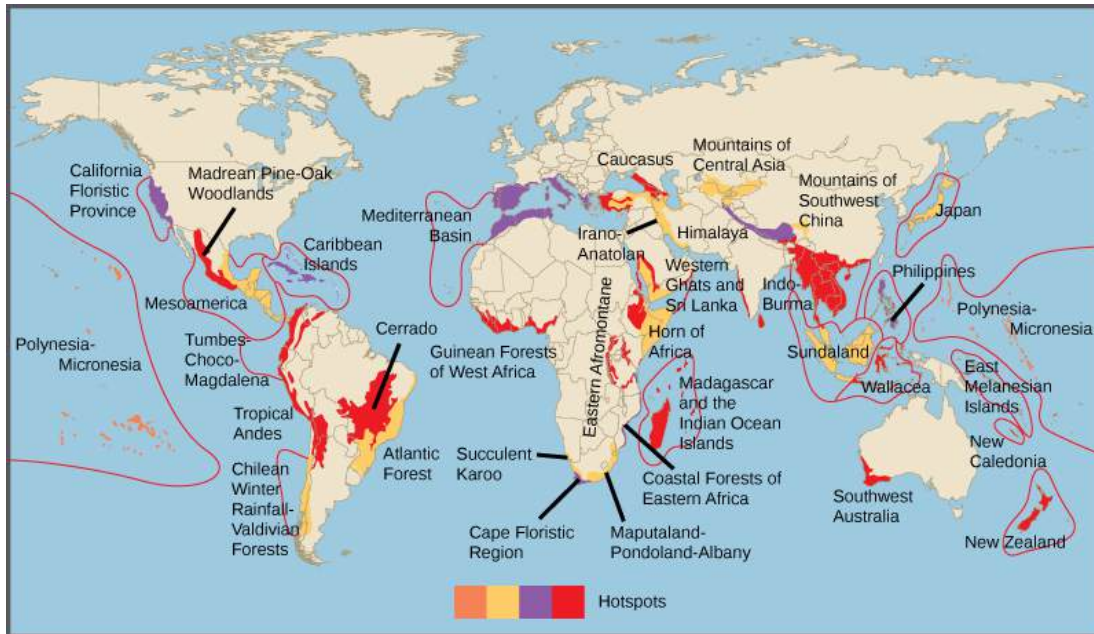 California
Floristic
Province
Madrean Pine-Oak
Woodlands
Caribbean
Islands
Mesoamerica
Polynesia-
Micronesia
Tumbes-
Choco-
Magdalena
Cerrado
Tropical
Andes
Atlantic
Forest
Chilean
Winter
Rainfall-
Valdivian
Forests
Mediterranean
Basin
Caucasus
Mountains of
Central Asia
Mountains of
Southwest
China
Japan
Irano-
Anatolian
Himalaya
Western
Ghats and
Sri Lanka
Indo-
Burma
Philippines
Polynesia-
Micronesia
Guinean Forests
of West Africa
Eastern Afromontane
Horn of
Africa
Sundaland
Wallacea
East
Melanesian
Islands
Madagascar
and the
Indian Ocean
Islands
New
Caledonia
Succulent
Karoo
Coastal Forests of
Eastern Africa
Southwest
Australia
Cape Floristic
Region
Maputaland-
Pondoland-Albany
New Zealand
Hotspots